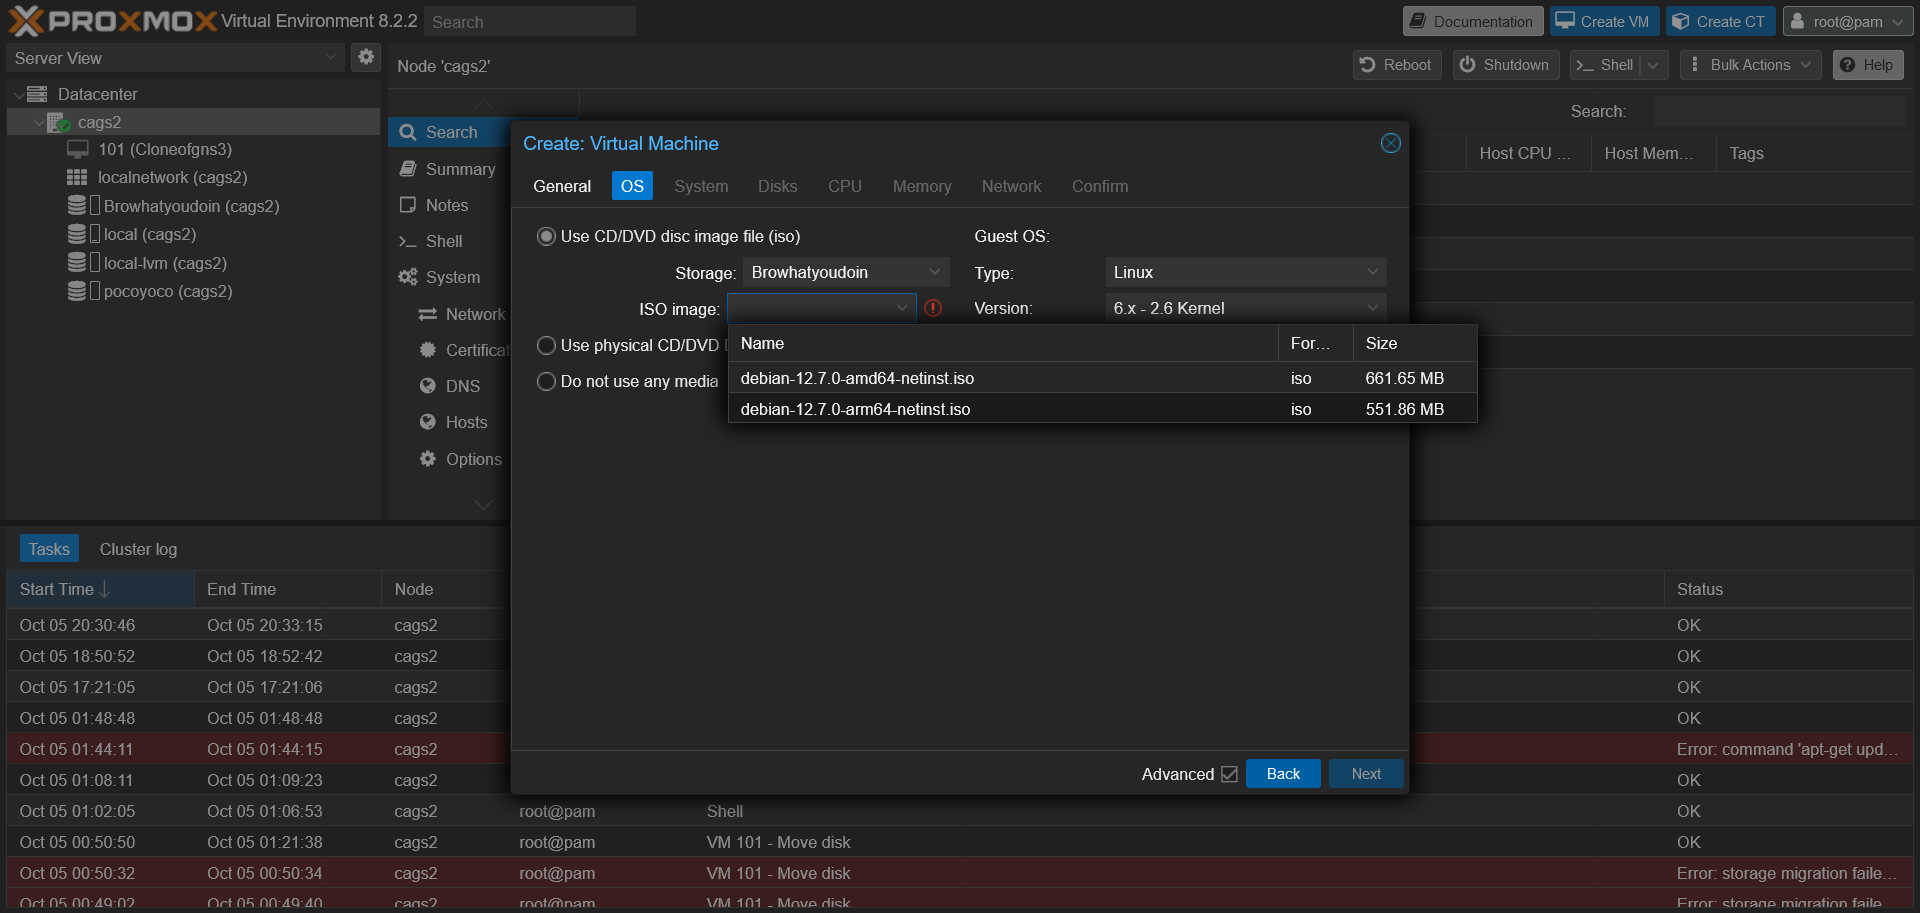 PROXMOX Virtual Environment 8.2.2 Search Documentation Create VM Create CT root@pam
Server View
Node 'cags2' Reboot Shutdown Shell Bulk Actions Help
Datacenter
cags2
101 (Cloneofgns3)
localnetwork (cags2)
Browhatyoudoin (cags2)
local (cags2)
local-lvm (cags2)
pocoyoco (cags2)
Search
Summary
Notes
Shell
System
Network
Certificat
DNS
Hosts
Options
Search:
Host CPU ... Host Mem... Tags
Create: Virtual Machine
General OS System Disks CPU Memory Network Confirm
Use CD/DVD disc image file (iso) Guest OS:
Storage: Browhatyoudoin Type: Linux
ISO image: Version: 6.x - 2.6 Kernel
Use physical CD/DVD
Do not use any media
Name For... Size
debian-12.7.0-amd64-netinst.iso iso 661.65 MB
debian-12.7.0-arm64-netinst.iso iso 551.86 MB
Advanced Back Next
Tasks Cluster log
Start Time End Time Node Status
Oct 05 20:30:46 Oct 05 20:33:15 cags2 OK
Oct 05 18:50:52 Oct 05 18:52:42 cags2 OK
Oct 05 17:21:05 Oct 05 17:21:06 cags2 OK
Oct 05 01:48:48 Oct 05 01:48:48 cags2 OK
Oct 05 01:44:11 Oct 05 01:44:15 cags2 Error: command 'apt-get upd...
Oct 05 01:08:11 Oct 05 01:09:23 cags2 OK
Oct 05 01:02:05 Oct 05 01:06:53 cags2 root@pam Shell OK
Oct 05 00:50:50 Oct 05 01:21:38 cags2 root@pam VM 101 - Move disk OK
Oct 05 00:50:32 Oct 05 00:50:34 cags2 root@pam VM 101 - Move disk Error: storage migration faile...
Oct 05 00:49:02 Oct 05 00:49:40 cags2 root@pam VM 101 - Move disk Error: storage migration faile...